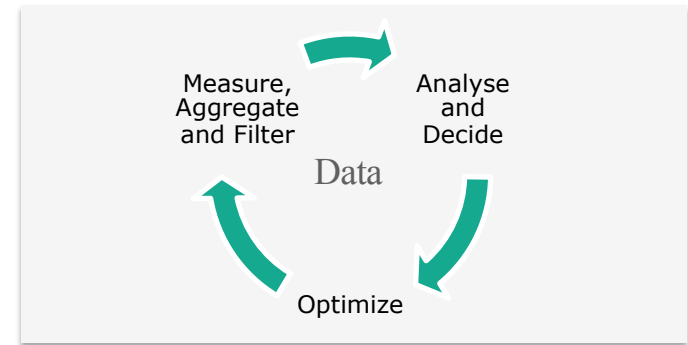 Measure,
Aggregate
and Filter
Analyse
and
Decide
Data
Optimize